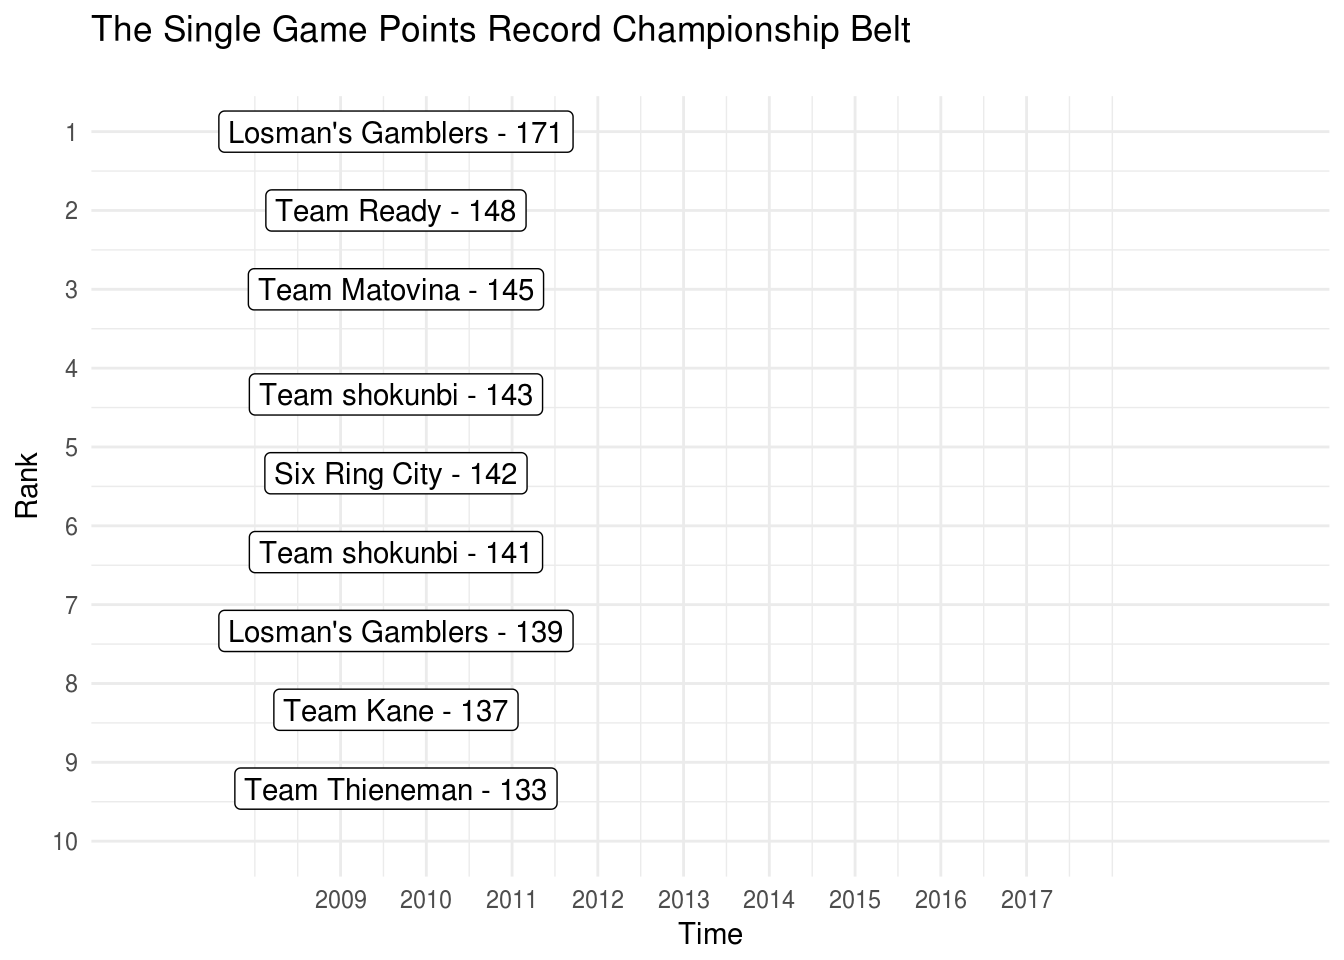 The Single Game Points Record Championship Belt
1
Losman's Gamblers - 171
2
Team Ready - 148
3
Team Matovina - 145
4
Team shokunbi - 143
5
Six Ring City - 142
6
Team shokunbi - 141
7
Losman's Gamblers - 139
8
Team Kane - 137
9
Team Thieneman - 133
10
Rank
2009 2010 2011 2012 2013 2014 2015 2016 2017
Time